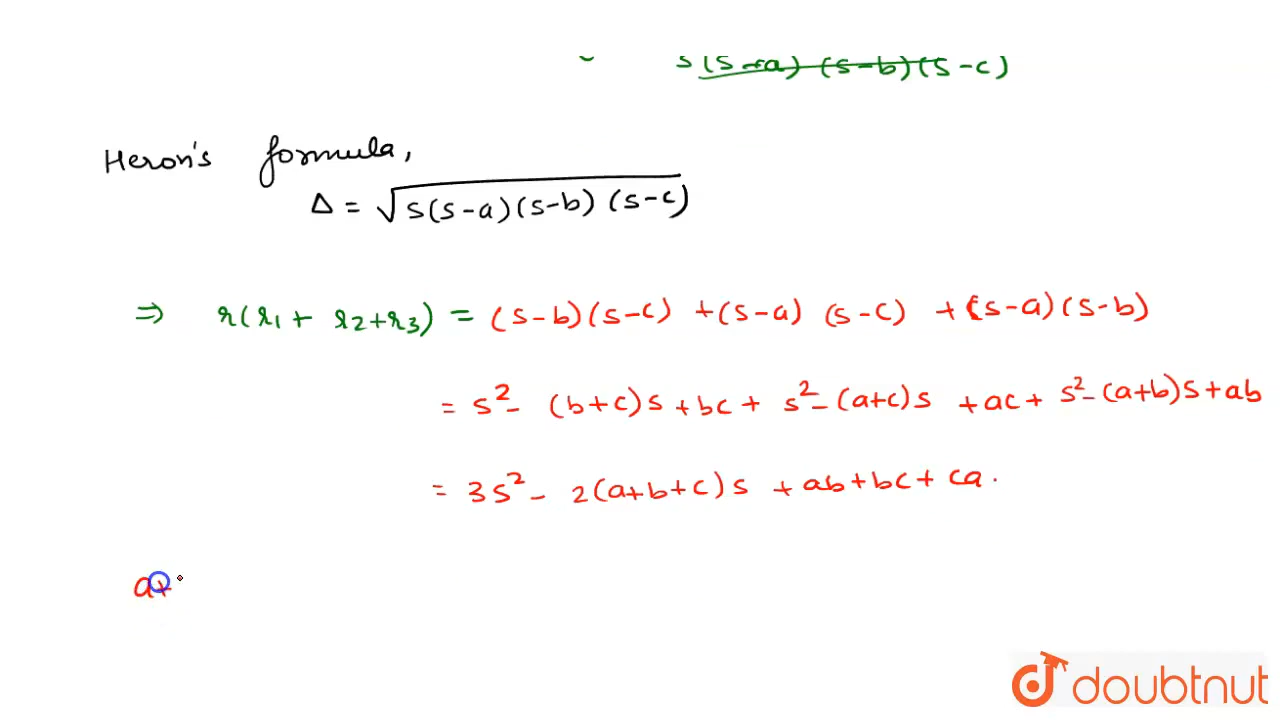 s(s-a)(s-b)(s-c)
Heron's formula,
Δ = √s(s-a)(s-b)(s-c)
⇒ r(r₁ + r₂+r₃) = (s-b)(s-c) +(s-a)(s-c) +(s-a)(s-b)
= s² - (b+c)s + bc + s² - (a+c)s + ac + s² - (a+b)s + ab
= 3s² - 2(a+b+c)s + ab + bc + ca.
a+
doubtnut